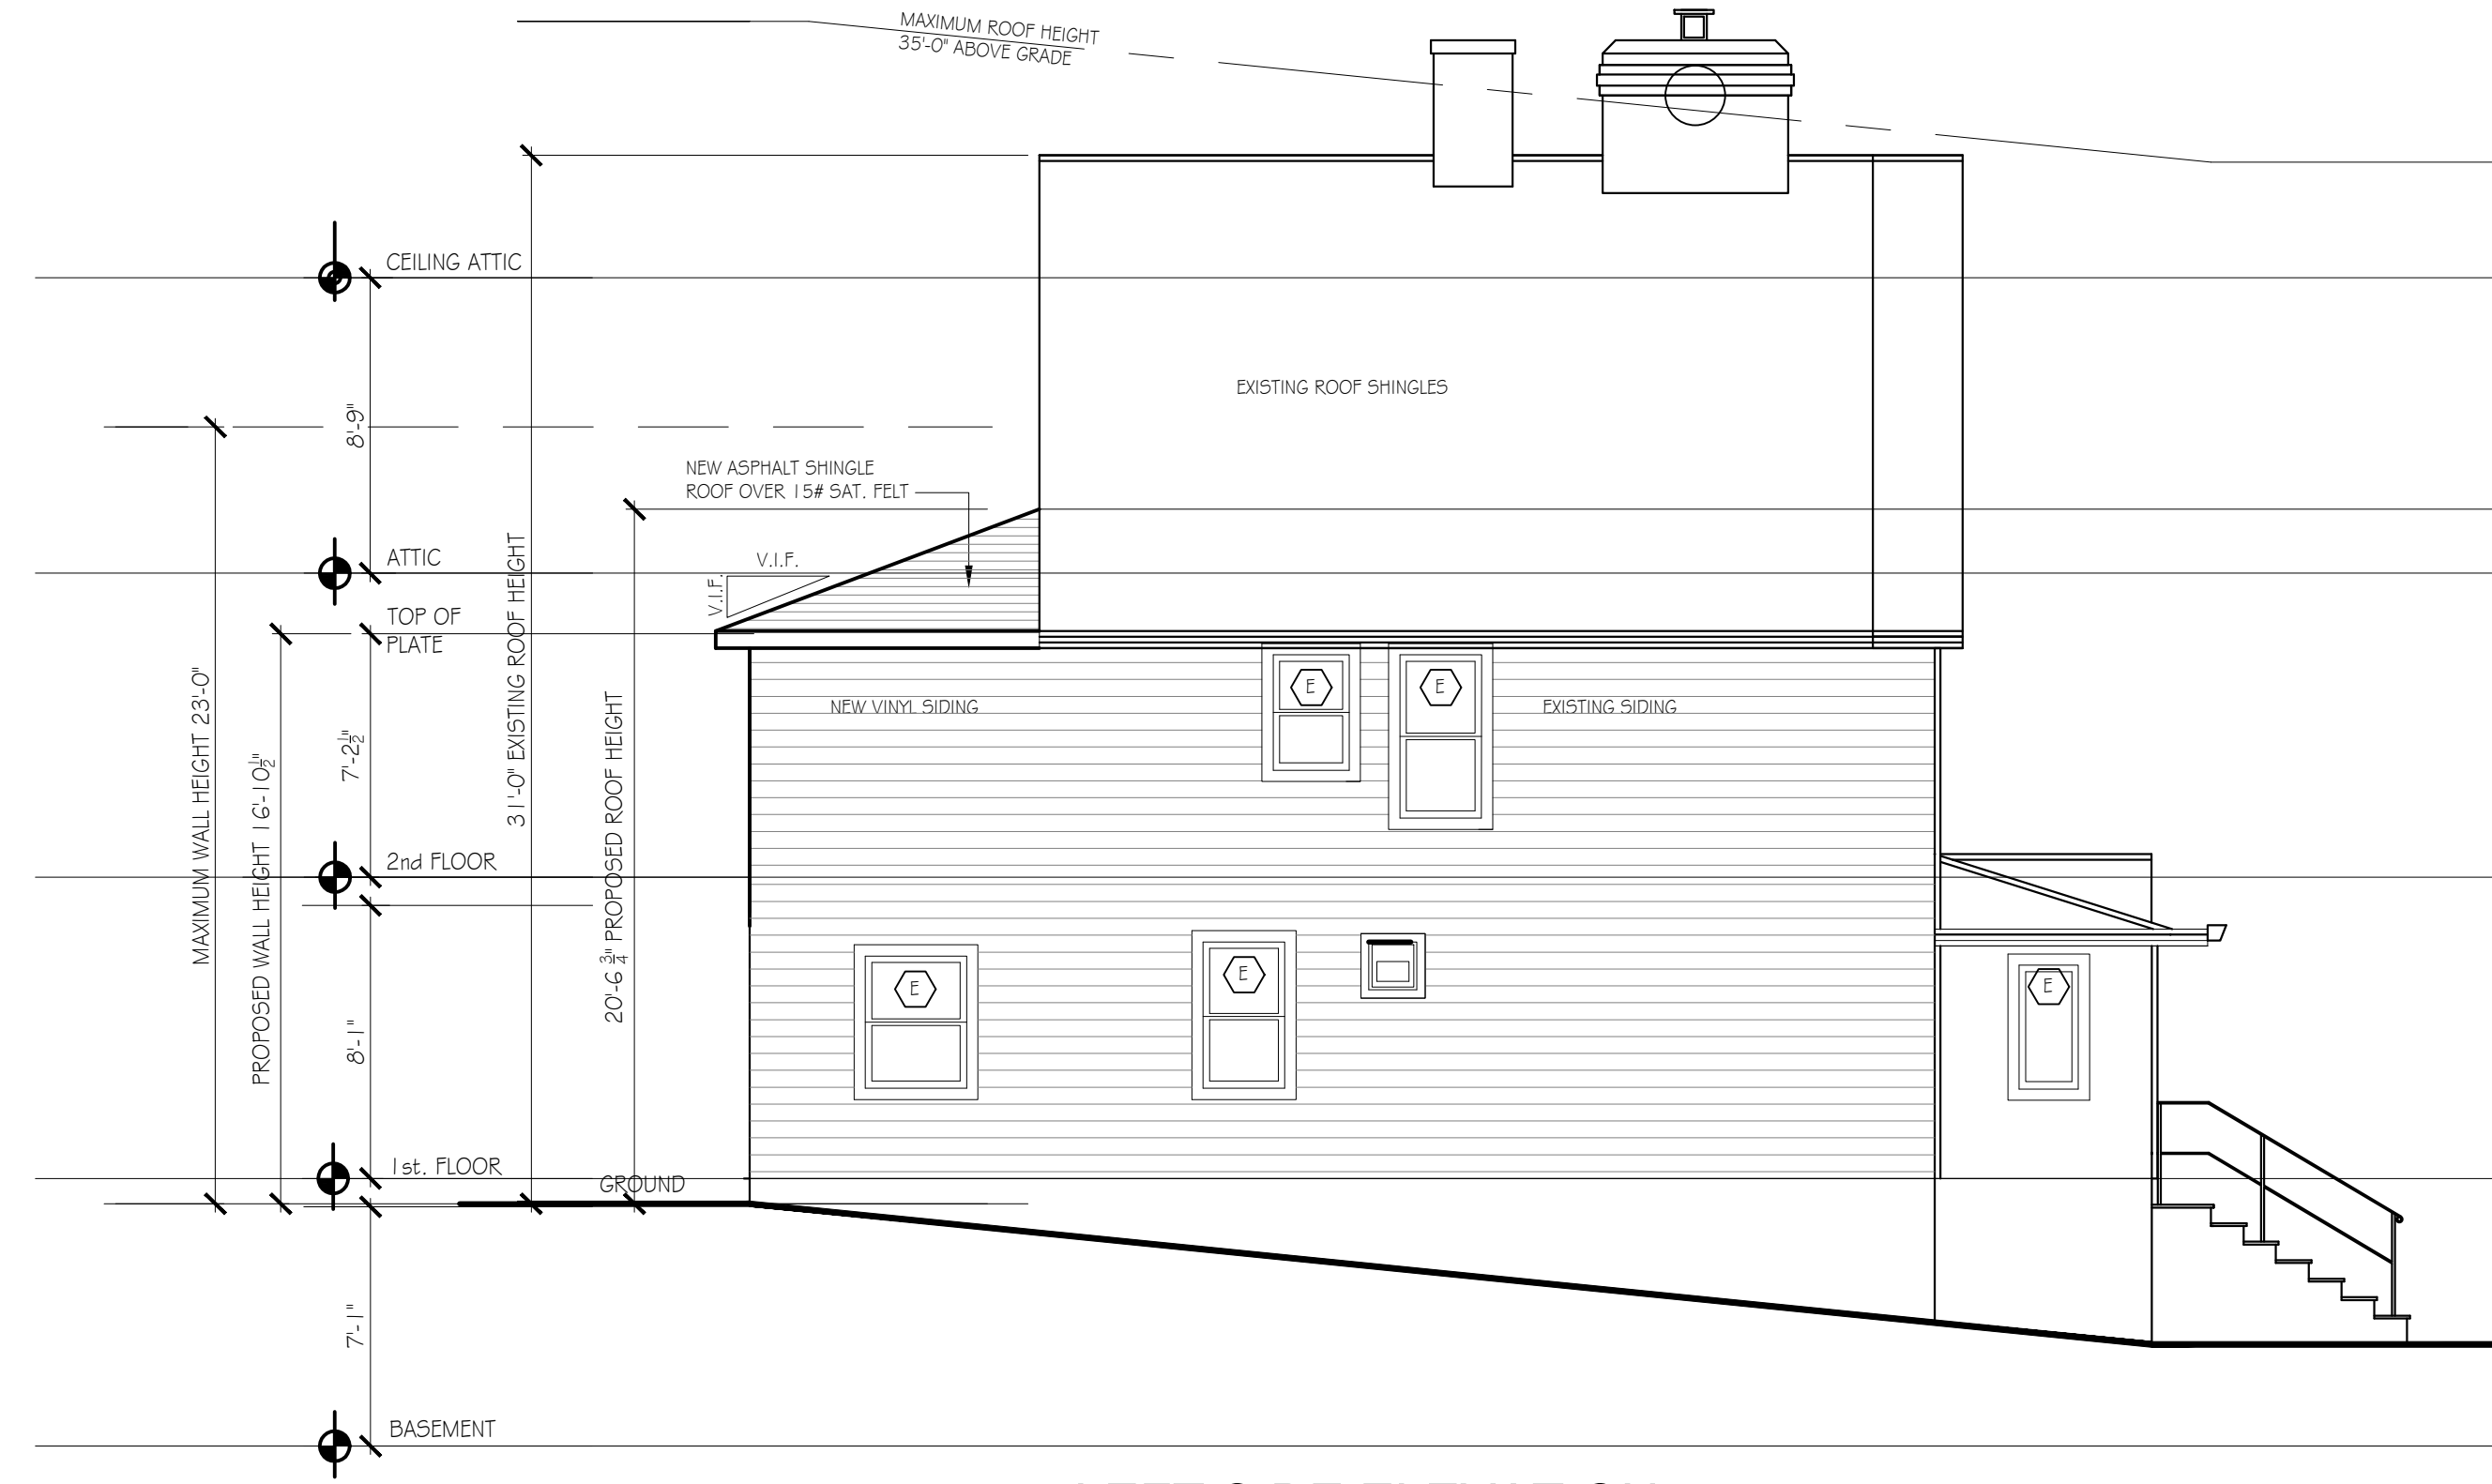 MAXIMUM ROOF HEIGHT
35'-0" ABOVE GRADE
CEILING ATTIC
8'-9"
EXISTING ROOF SHINGLES
NEW ASPHALT SHINGLE
ROOF OVER 15# SAT. FELT
V.I.F.
V.I.F.
ATTIC
TOP OF
PLATE
31'-0" EXISTING ROOF HEIGHT
MAXIMUM WALL HEIGHT 23'-0"
PROPOSED WALL HEIGHT 16'-10½"
7'-2½"
20'-6 ¾" PROPOSED ROOF HEIGHT
NEW VINYL SIDING
E
E
EXISTING SIDING
2nd FLOOR
8'-1"
E
E
E
1st. FLOOR
GROUND
7'-1"
BASEMENT